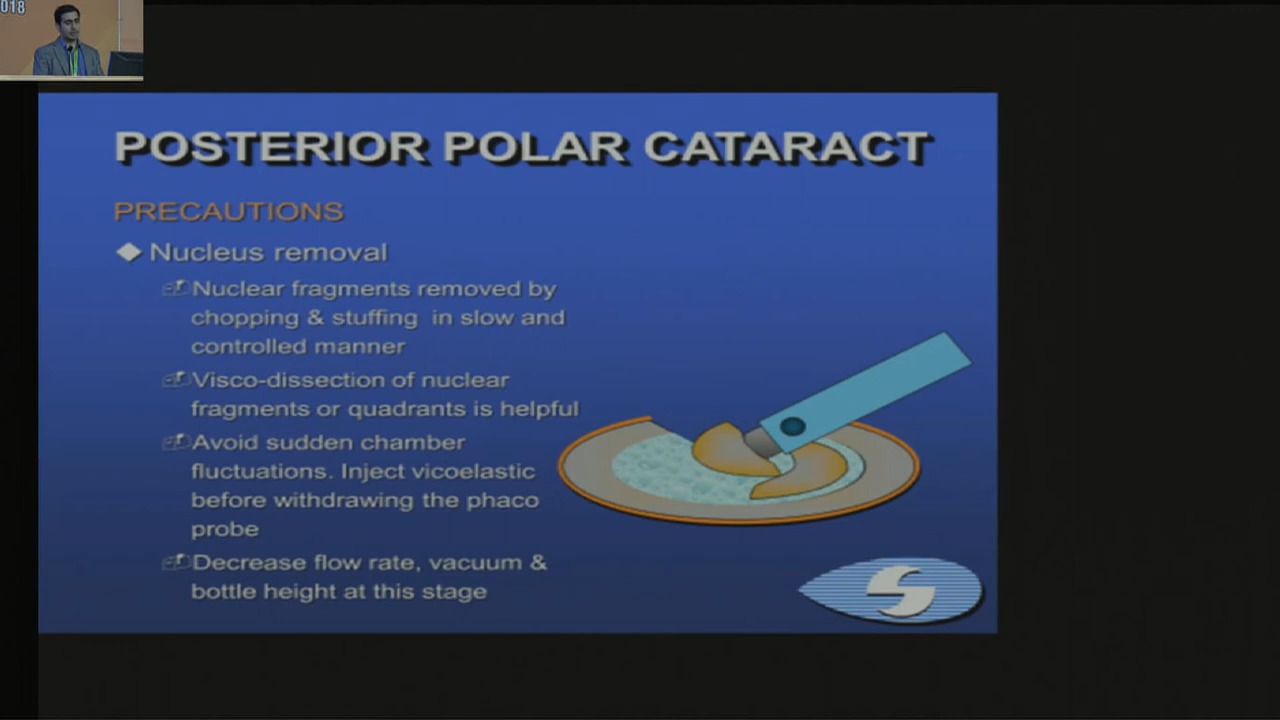 018
POSTERIOR POLAR CATARACT
PRECAUTIONS
Nucleus removal
Nuclear fragments removed by
chopping & stuffing in slow and
controlled manner
Visco-dissection of nuclear
fragments or quadrants is helpful
Avoid sudden chamber
fluctuations. Inject vicoelastic
before withdrawing the phaco
probe
Decrease flow rate, vacuum &
bottle height at this stage
S